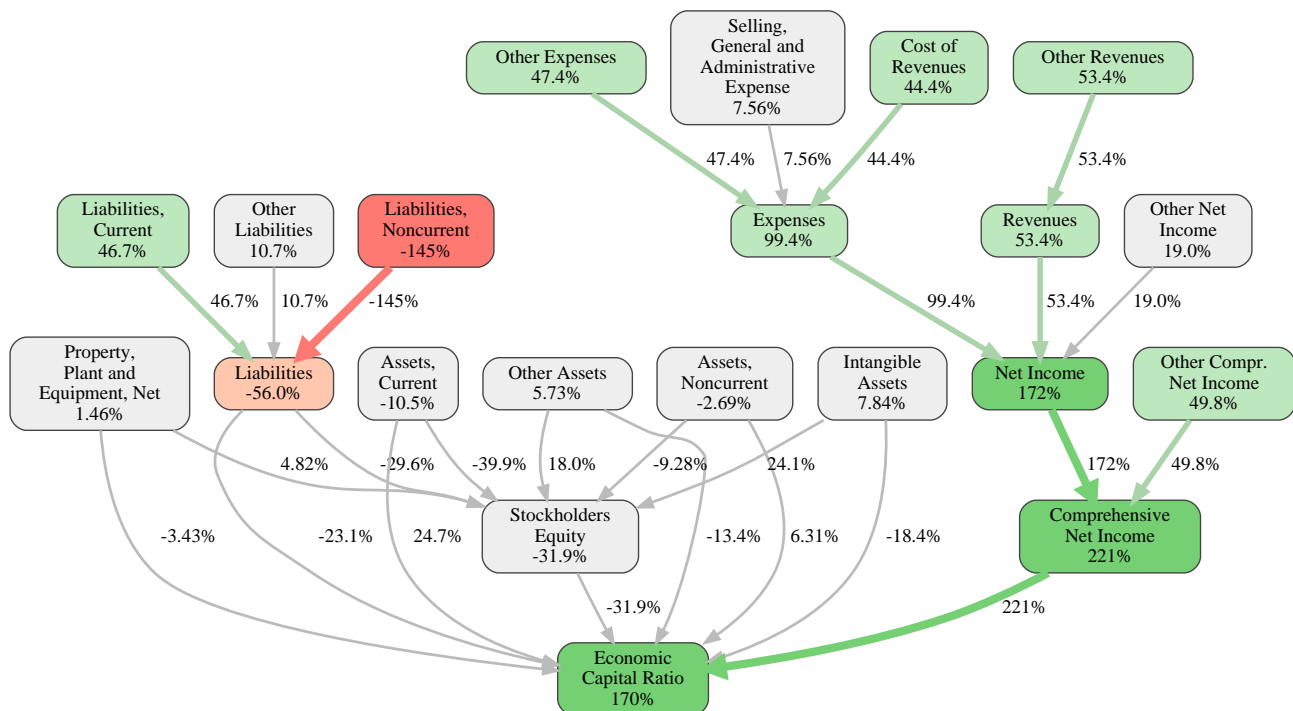 Other Expenses
47.4%
Selling,
General and
Administrative
Expense
7.56%
Cost of
Revenues
44.4%
Other Revenues
53.4%
47.4%
7.56%
44.4%
53.4%
Liabilities,
Current
46.7%
Other
Liabilities
10.7%
Liabilities,
Noncurrent
-145%
Expenses
99.4%
Revenues
53.4%
Other Net
Income
19.0%
46.7%
10.7%
-145%
99.4%
53.4%
19.0%
Property,
Plant and
Equipment, Net
1.46%
Liabilities
-56.0%
Assets,
Current
-10.5%
Other Assets
5.73%
Assets,
Noncurrent
-2.69%
Intangible
Assets
7.84%
Net Income
172%
Other Compr.
Net Income
49.8%
4.82%
-29.6%
-39.9%
18.0%
-9.28%
24.1%
172%
49.8%
Stockholders
Equity
-31.9%
Comprehensive
Net Income
221%
-3.43%
-23.1%
24.7%
-13.4%
6.31%
-18.4%
-31.9%
221%
Economic
Capital Ratio
170%